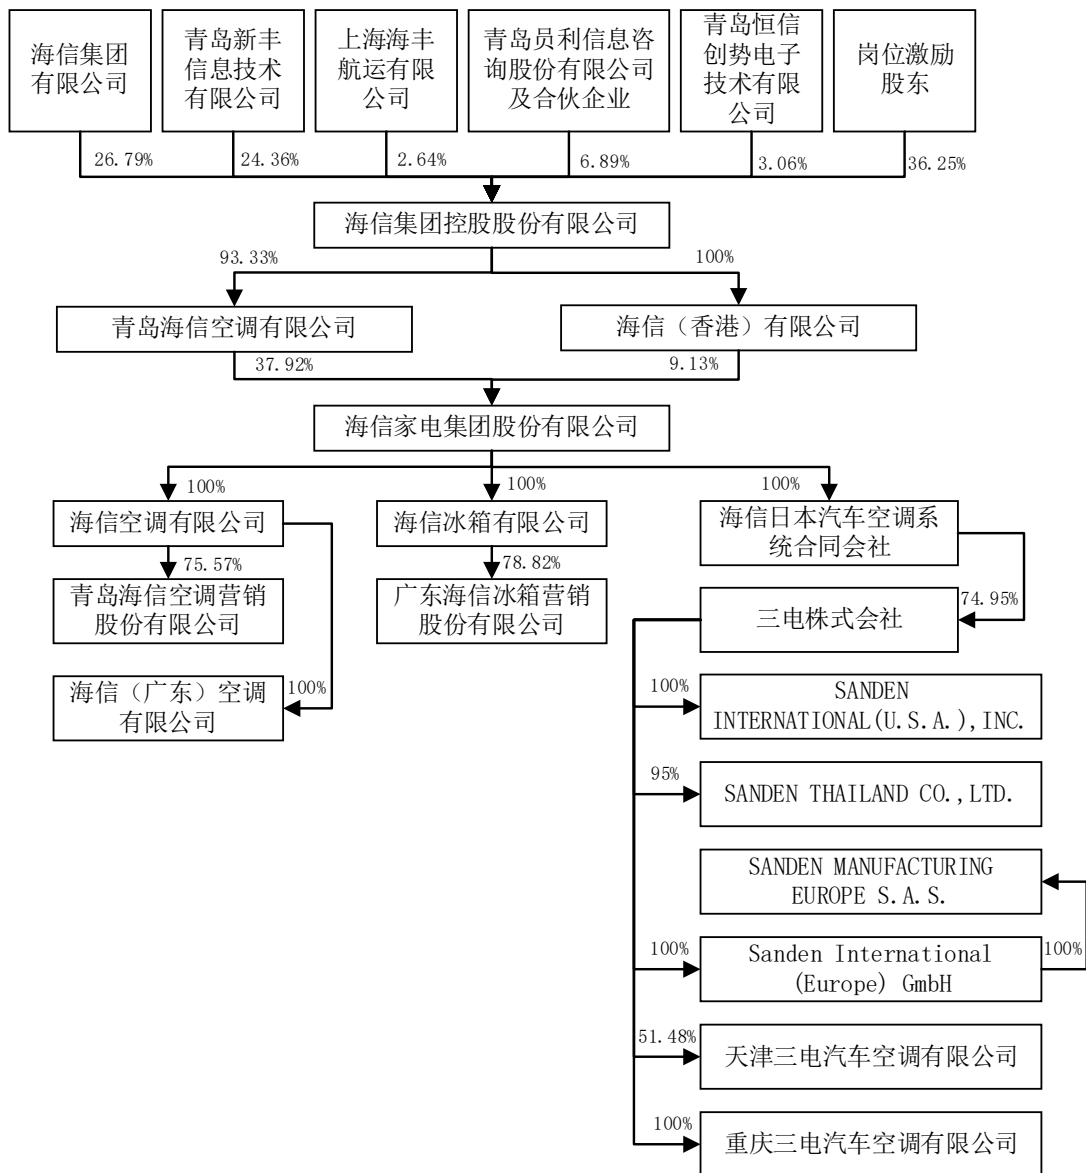 海信集团
有限公司
青岛新丰
信息技术
有限公司
上海海丰
航运有限
公司
青岛员利信息咨
询股份有限公司
及合伙企业
青岛恒信
创势电子
技术有限
公司
岗位激励
股东
26.79%
24.36%
2.64%
6.89%
3.06%
36.25%
海信集团控股股份有限公司
93.33%
100%
青岛海信空调有限公司
海信（香港）有限公司
37.92%
9.13%
海信家电集团股份有限公司
100%
100%
100%
海信空调有限公司
海信冰箱有限公司
海信日本汽车空调系
统合同会社
75.57%
78.82%
74.95%
青岛海信空调营销
股份有限公司
广东海信冰箱营销
股份有限公司
三电株式会社
海信（广东）空调
有限公司
100%
100%
SANDEN
INTERNATIONAL(U.S.A.),INC.
95%
SANDEN THAILAND CO.,LTD.
SANDEN MANUFACTURING
EUROPE S.A.S.
100%
Sanden International
(Europe) GmbH
100%
51.48%
天津三电汽车空调有限公司
100%
重庆三电汽车空调有限公司